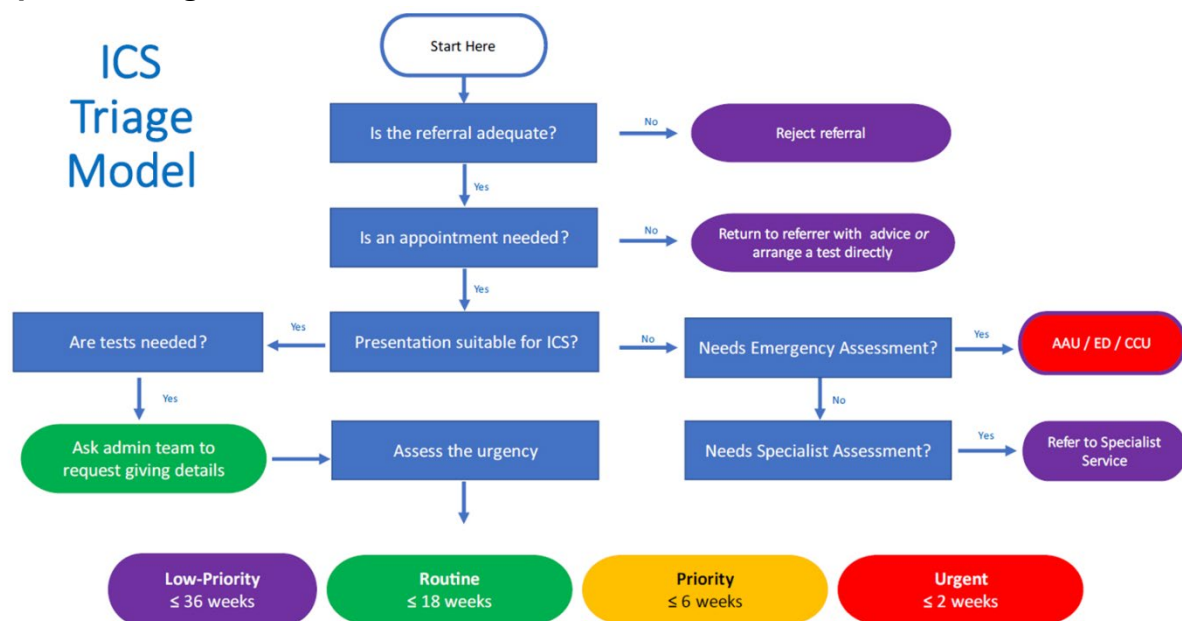 ICS
Triage
Model
Start Here
Is the referral adequate?
No
Reject referral
Yes
Is an appointment needed?
No
Return to referrer with advice or
arrange a test directly
Yes
Are tests needed?
Yes
Presentation suitable for ICS?
No
Needs Emergency Assessment?
Yes
AAU / ED / CCU
Yes
No
Ask admin team to
request giving details
Assess the urgency
Needs Specialist Assessment?
Yes
Refer to Specialist
Service
Low-Priority
≤ 36 weeks
Routine
≤ 18 weeks
Priority
≤ 6 weeks
Urgent
≤ 2 weeks